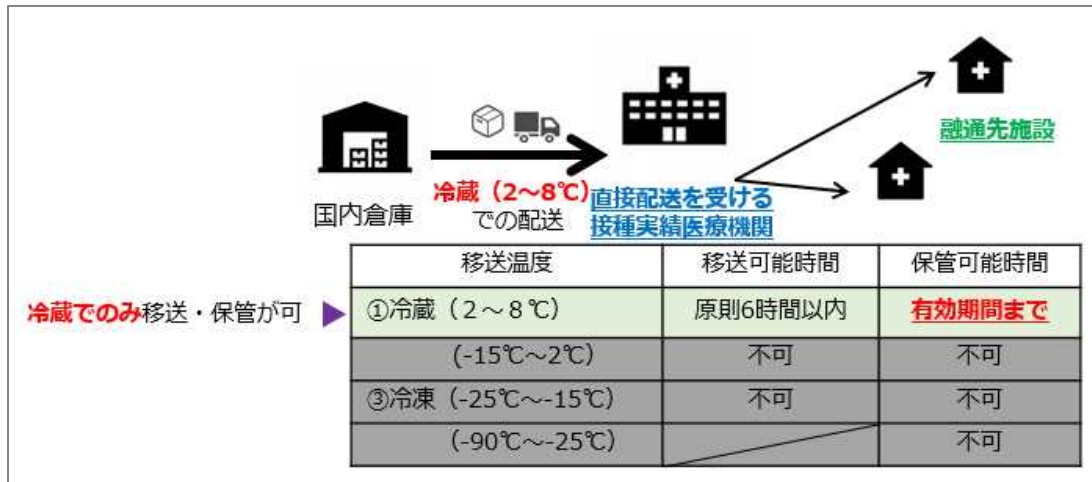 融通先施設
国内倉庫
冷蔵（2～8℃）
での配送
直接配送を受ける
接種実績医療機関
移送温度 移送可能時間 保管可能時間
冷蔵でのみ移送・保管が可 ①冷蔵（2～8℃） 原則6時間以内 有効期間まで
(-15℃～2℃) 不可 不可
③冷凍（-25℃～-15℃） 不可 不可
(-90℃～-25℃) 不可